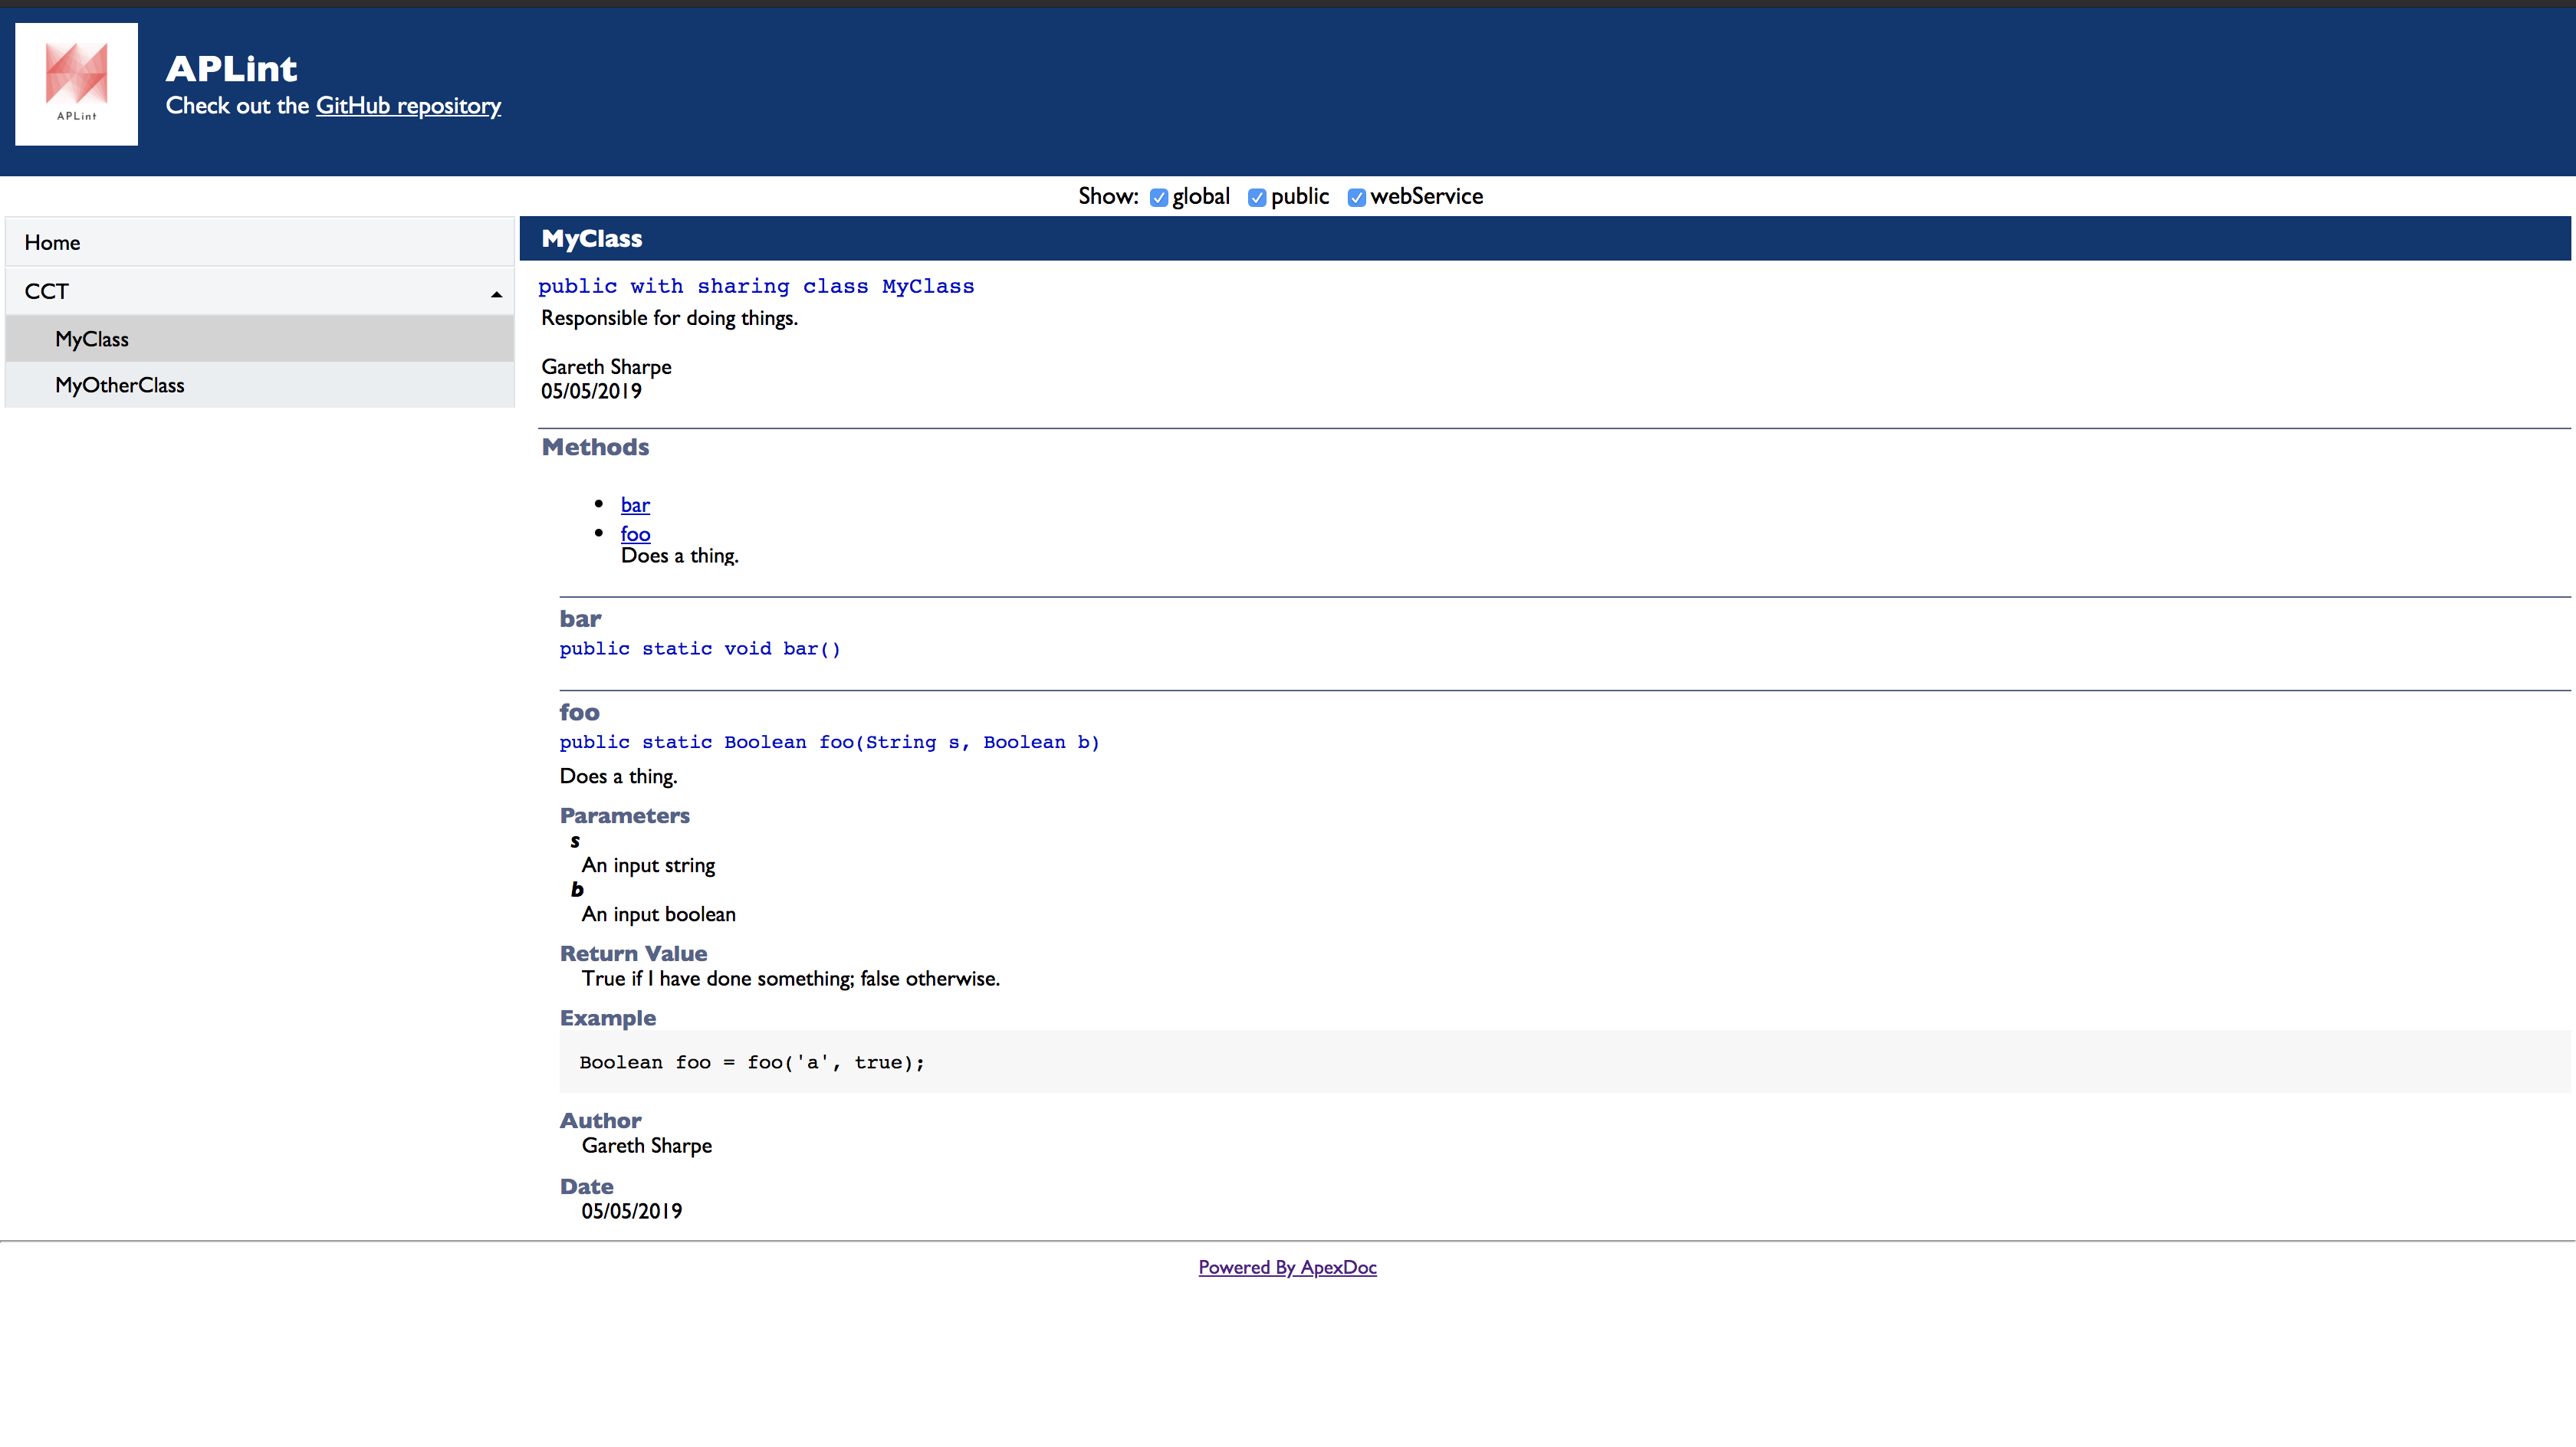 APLint
APLint
Check out the GitHub repository
Show: global public webService
Home
CCT
MyClass
MyOtherClass
MyClass
public with sharing class MyClass
Responsible for doing things.
Gareth Sharpe
05/05/2019
Methods
bar
foo
Does a thing.
bar
public static void bar()
foo
public static Boolean foo(String s, Boolean b)
Does a thing.
Parameters
s
An input string
b
An input boolean
Return Value
True if I have done something; false otherwise.
Example
Boolean foo = foo('a', true);
Author
Gareth Sharpe
Date
05/05/2019
Powered By ApexDoc